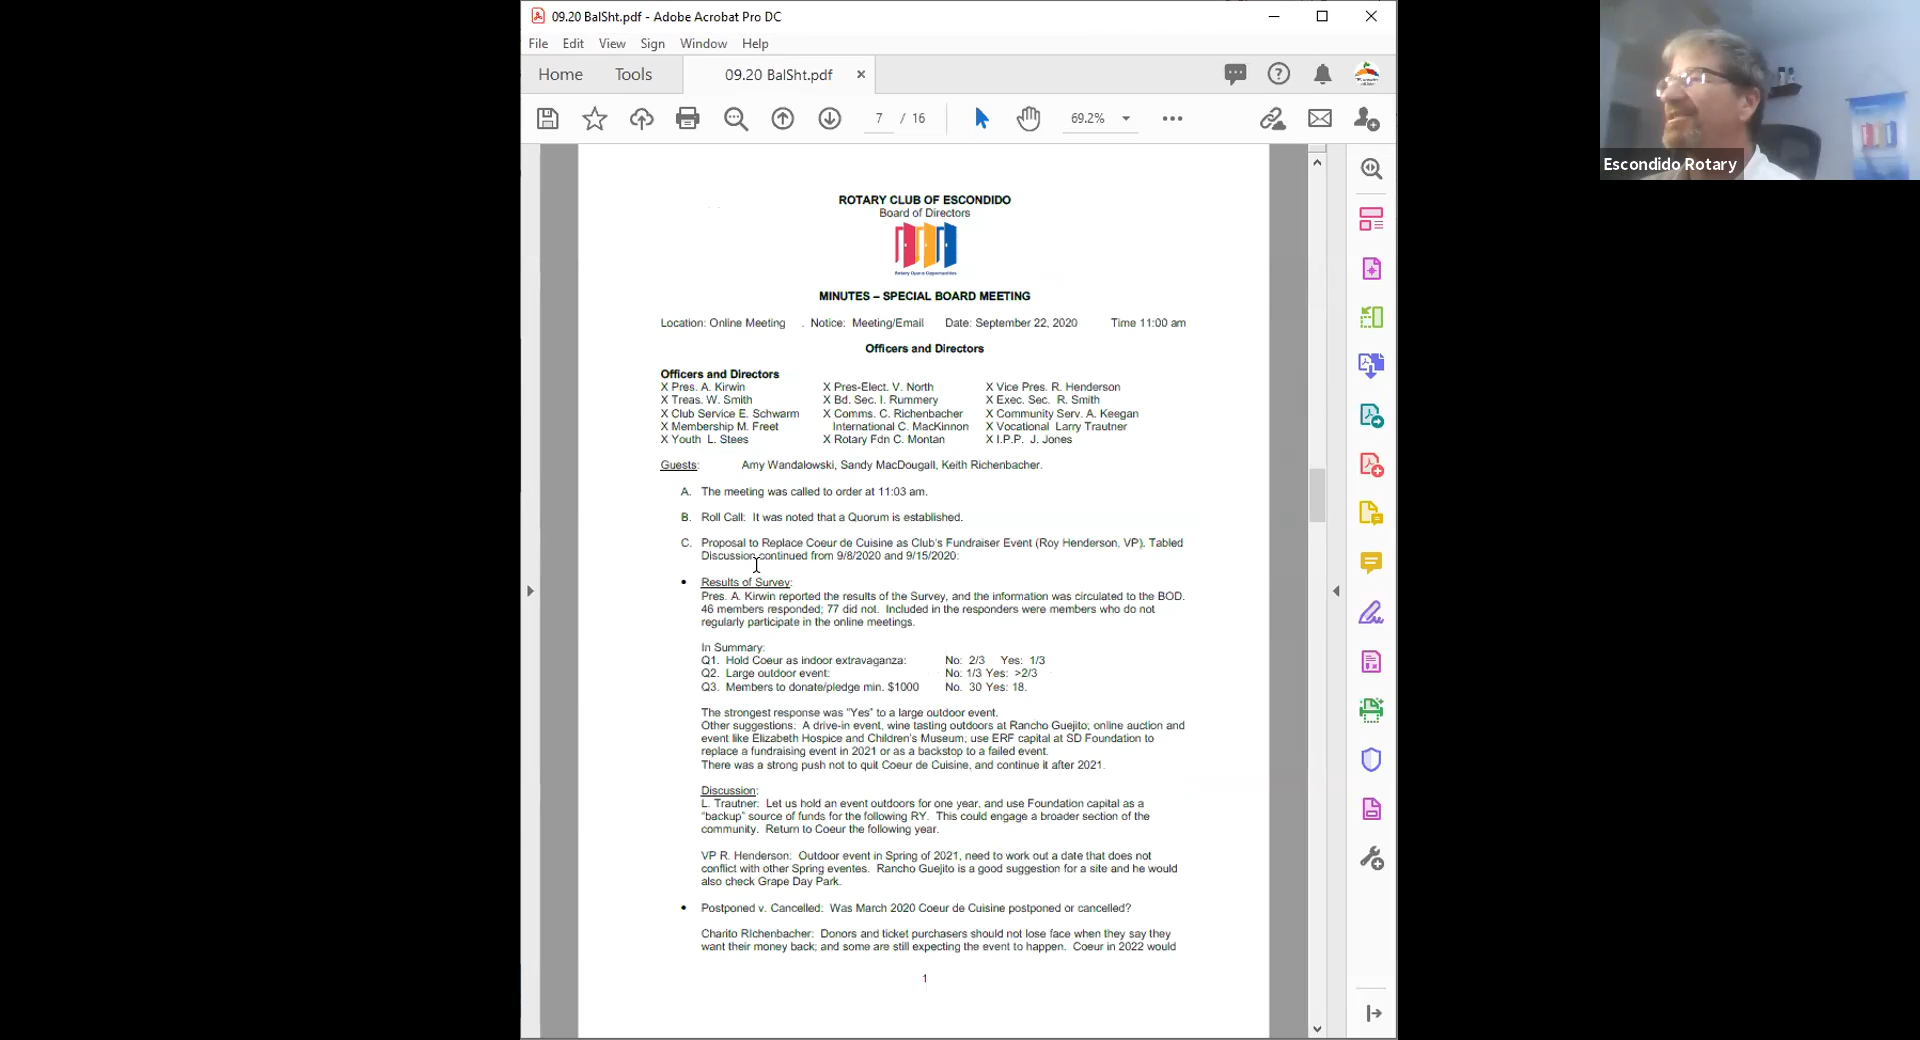 09.20 BalSht.pdf - Adobe Acrobat Pro DC
File Edit View Sign Window Help
Home Tools 09.20 BalSht.pdf
7 / 16 69.2%
Escondido Rotary
ROTARY CLUB OF ESCONDIDO
Board of Directors
Rotary Opens Opportunities
MINUTES – SPECIAL BOARD MEETING
Location: Online Meeting . Notice: Meeting/Email Date: September 22, 2020 Time 11:00 am
Officers and Directors
Officers and Directors
X Pres. A. Kirwin X Pres-Elect. V. North X Vice Pres. R. Henderson
X Treas. W. Smith X Bd. Sec. I. Rummery X Exec. Sec. R. Smith
X Club Service E. Schwarm X Comms. C. Richenbacher X Community Serv. A. Keegan
X Membership M. Freet International C. MacKinnon X Vocational Larry Trautner
X Youth L. Stees X Rotary Fdn C. Montan X I.P.P. J. Jones
Guests: Amy Wandalowski, Sandy MacDougall, Keith Richenbacher.
A. The meeting was called to order at 11:03 am.
B. Roll Call: It was noted that a Quorum is established.
C. Proposal to Replace Coeur de Cuisine as Club's Fundraiser Event (Roy Henderson, VP). Tabled
Discussion continued from 9/8/2020 and 9/15/2020:
• Results of Survey:
Pres. A. Kirwin reported the results of the Survey, and the information was circulated to the BOD.
46 members responded; 77 did not. Included in the responders were members who do not
regularly participate in the online meetings.
In Summary:
Q1. Hold Coeur as indoor extravaganza: No: 2/3 Yes: 1/3
Q2. Large outdoor event: No: 1/3 Yes: >2/3
Q3. Members to donate/pledge min. $1000 No. 30 Yes: 18.
The strongest response was "Yes" to a large outdoor event.
Other suggestions: A drive-in event, wine tasting outdoors at Rancho Guejito; online auction and
event like Elizabeth Hospice and Children's Museum; use ERF capital at SD Foundation to
replace a fundraising event in 2021 or as a backstop to a failed event.
There was a strong push not to quit Coeur de Cuisine, and continue it after 2021.
Discussion:
L. Trautner: Let us hold an event outdoors for one year, and use Foundation capital as a
"backup" source of funds for the following RY. This could engage a broader section of the
community. Return to Coeur the following year.
VP R. Henderson: Outdoor event in Spring of 2021, need to work out a date that does not
conflict with other Spring eventes. Rancho Guejito is a good suggestion for a site and he would
also check Grape Day Park.
• Postponed v. Cancelled: Was March 2020 Coeur de Cuisine postponed or cancelled?
Charito RIchenbacher: Donors and ticket purchasers should not lose face when they say they
want their money back; and some are still expecting the event to happen. Coeur in 2022 would
1